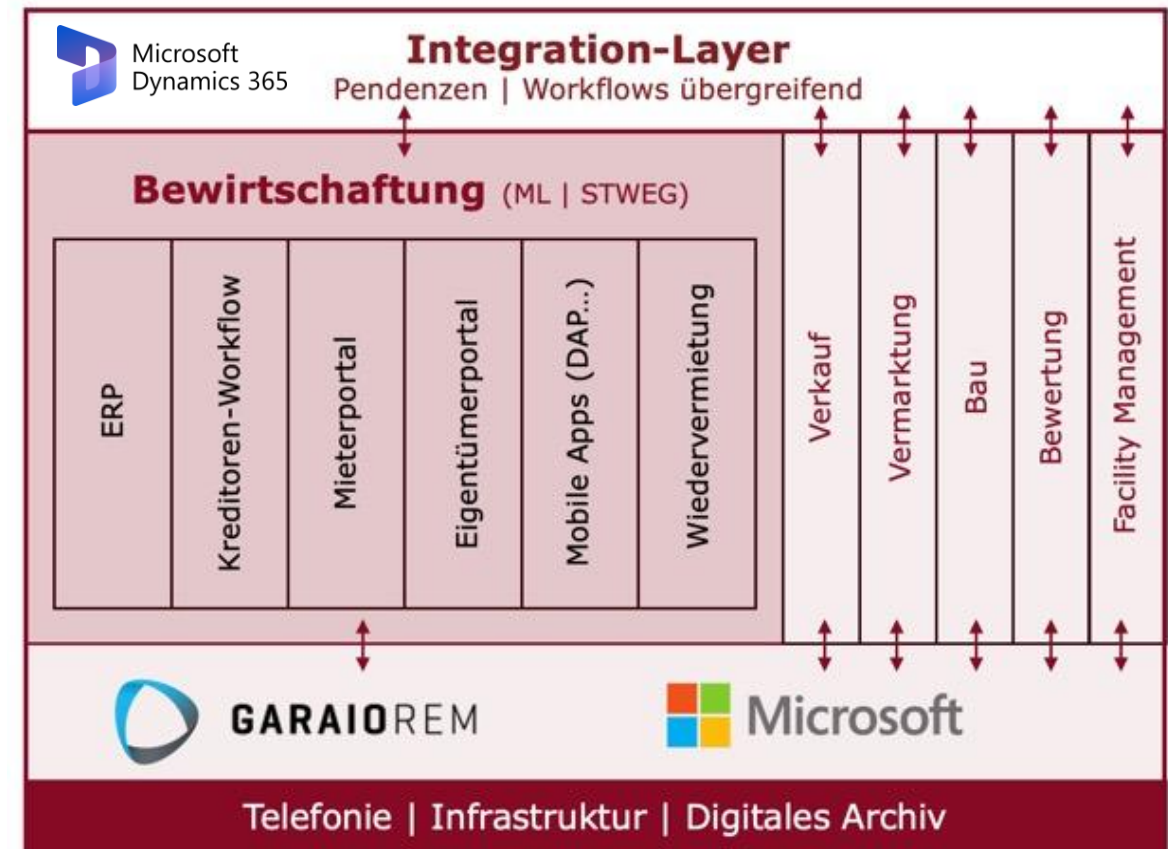 Microsoft
Dynamics 365
Integration-Layer
Pendenzen | Workflows übergreifend
Bewirtschaftung (ML | STWEG)
ERP
Kreditoren-Workflow
Mieterportal
Eigentümerportal
Mobile Apps (DAP...)
Wiedervermietung
Verkauf
Vermarktung
Bau
Bewertung
Facility Management
GARAIOREM
Microsoft
Telefonie | Infrastruktur | Digitales Archiv